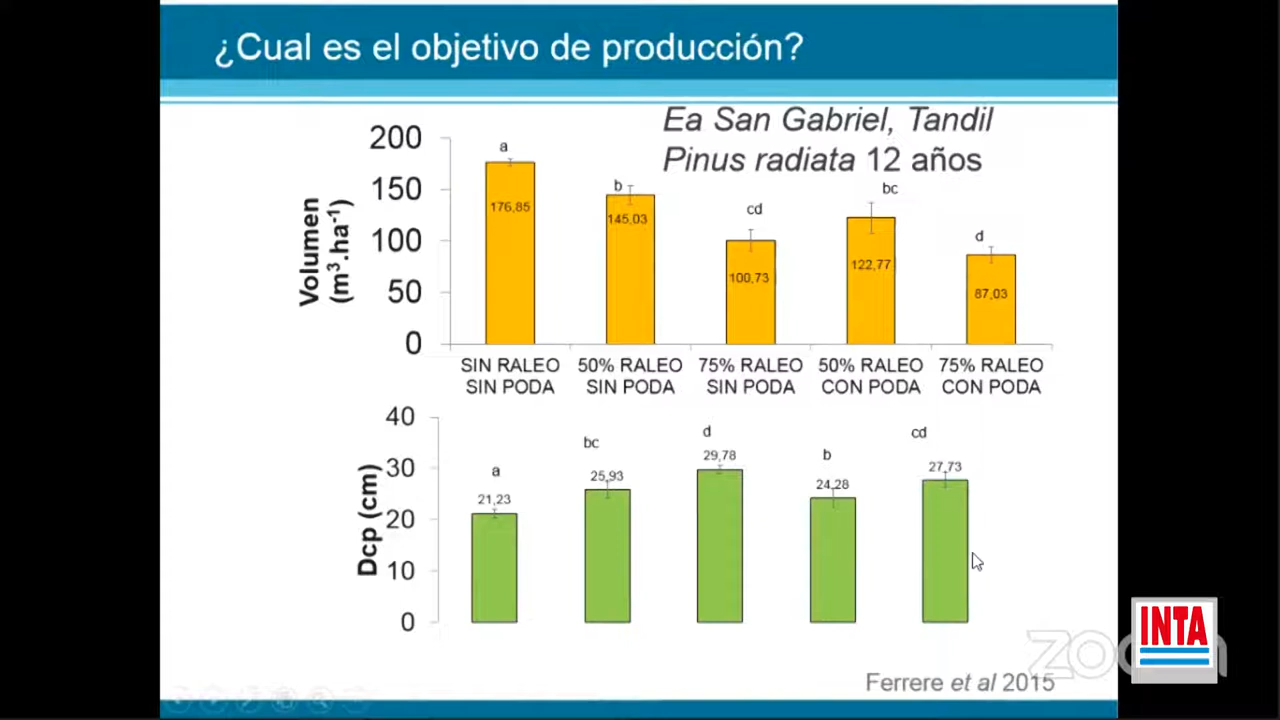 ¿Cual es el objetivo de producción?
Ea San Gabriel, Tandil
Pinus radiata 12 años
Volumen
(m³.ha⁻¹)
200
150
100
50
0
a
b
cd
bc
d
176,85
145,03
100,73
122,77
87,03
SIN RALEO
SIN PODA
50% RALEO
SIN PODA
75% RALEO
SIN PODA
50% RALEO
CON PODA
75% RALEO
CON PODA
Dcp (cm)
40
30
20
10
0
a
bc
d
b
cd
21,23
25,93
29,78
24,28
27,73
Ferrere et al 2015
zoom
INTA